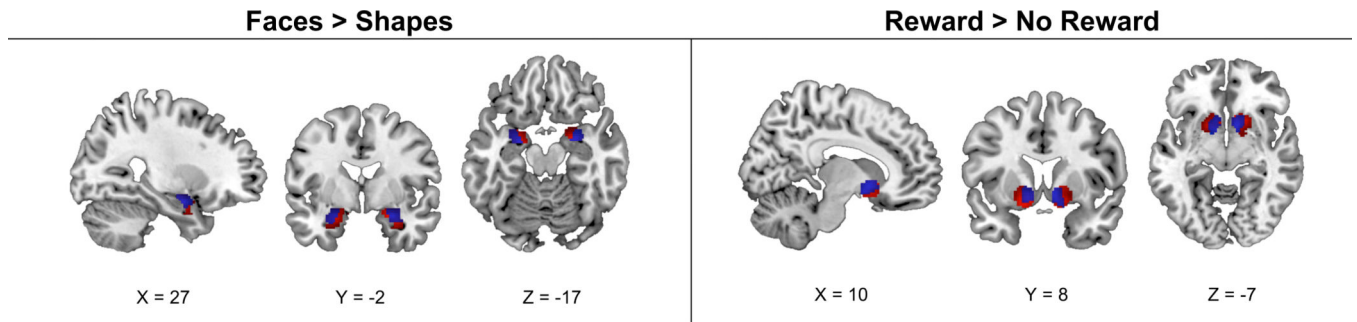 Faces > Shapes
Reward > No Reward
X = 27
Y = -2
Z = -17
X = 10
Y = 8
Z = -7